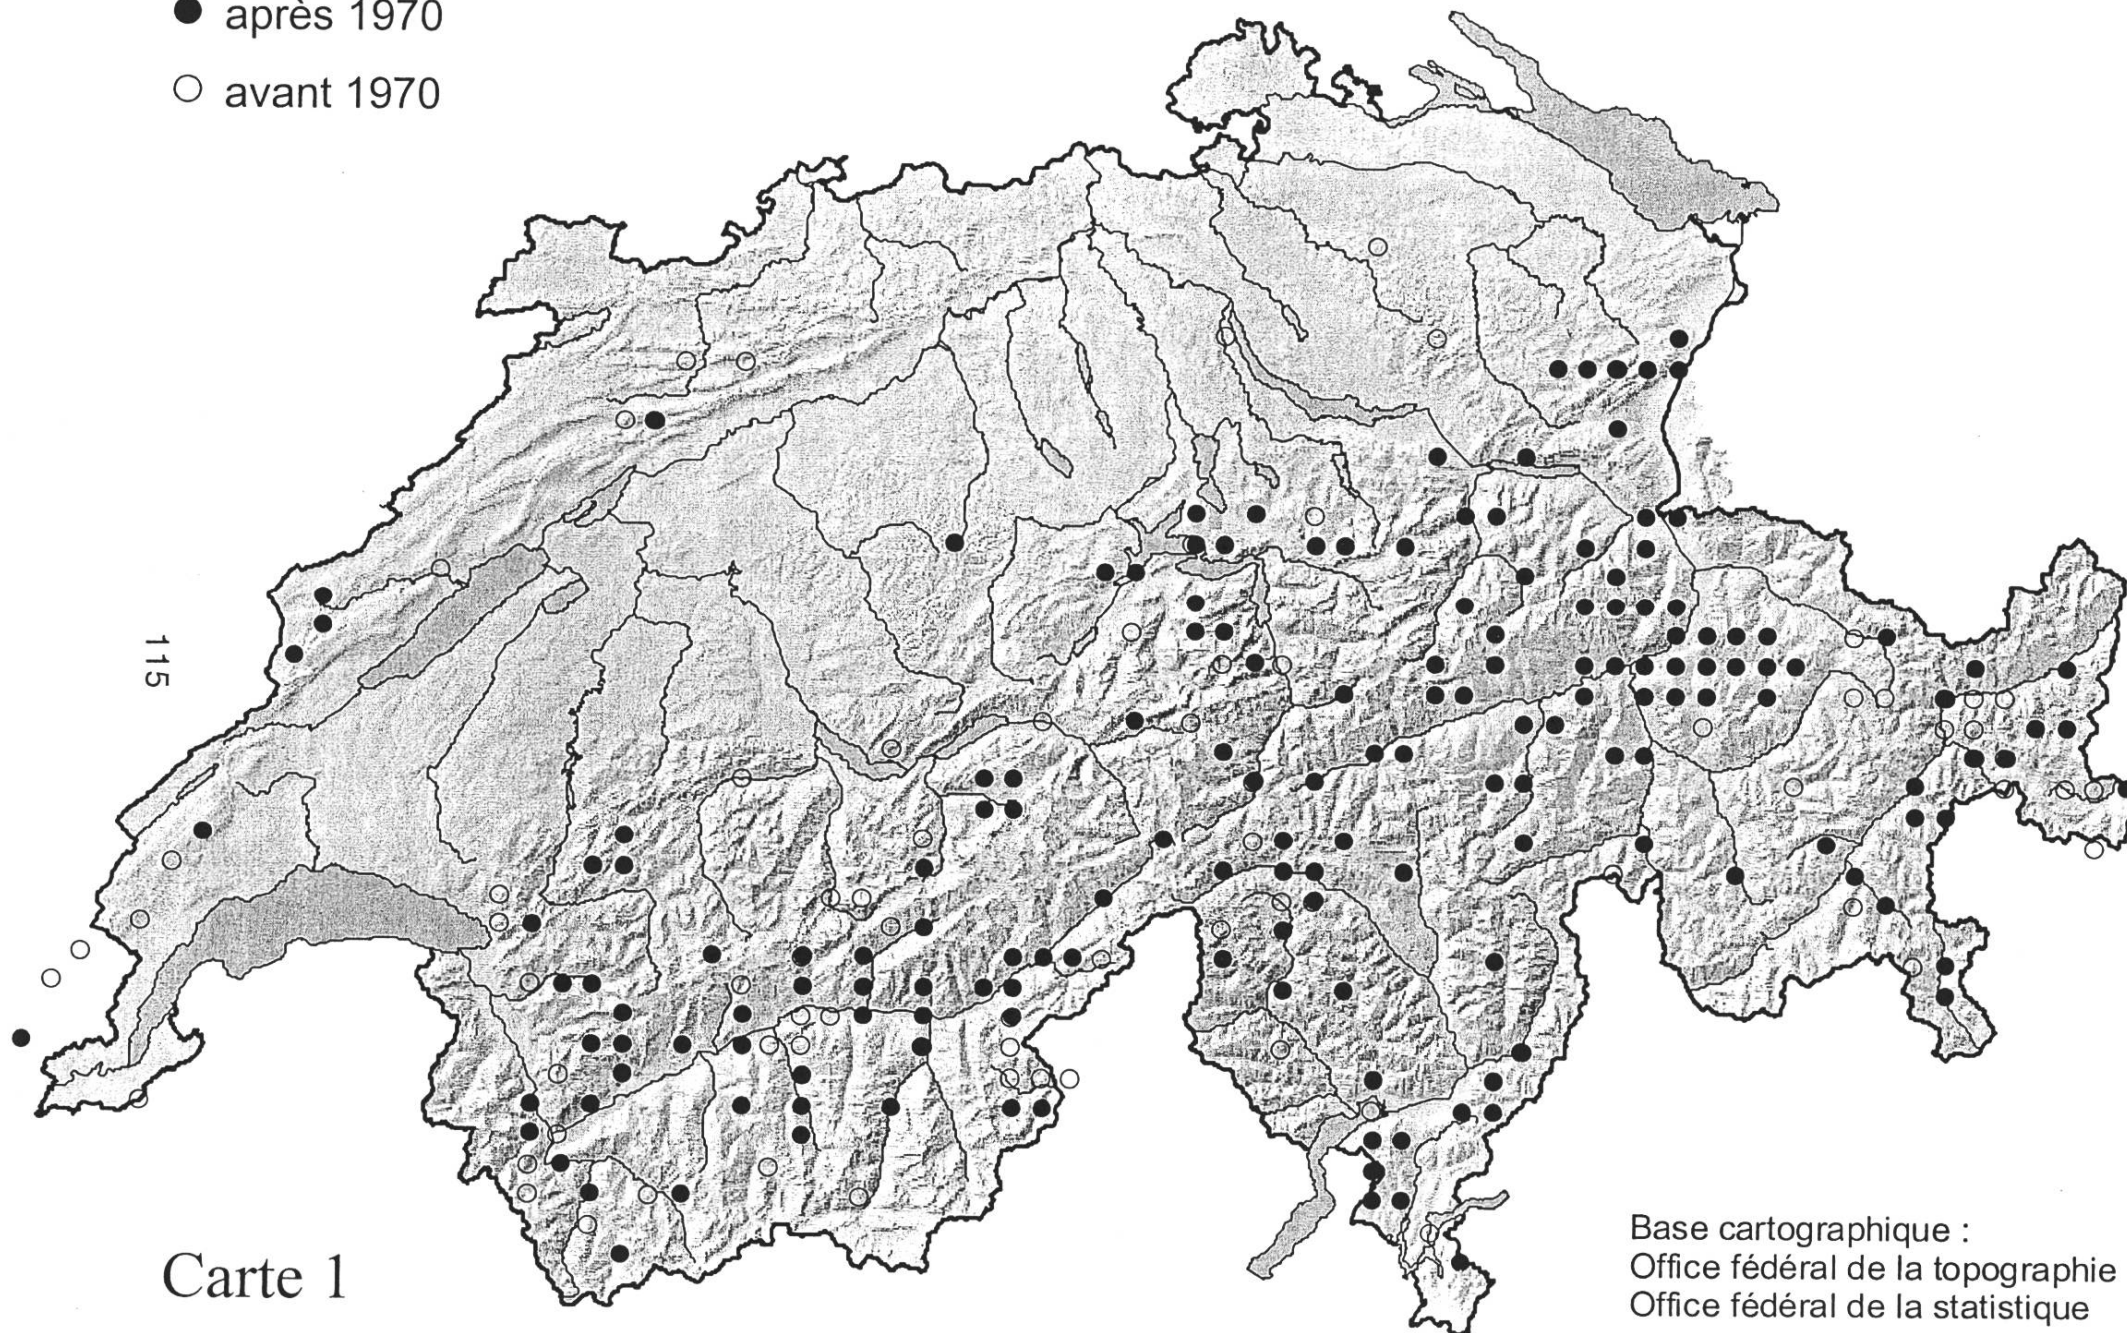 après 1970
avant 1970
115
Carte 1
Base cartographique :
Office fédéral de la topographie
Office fédéral de la statistique